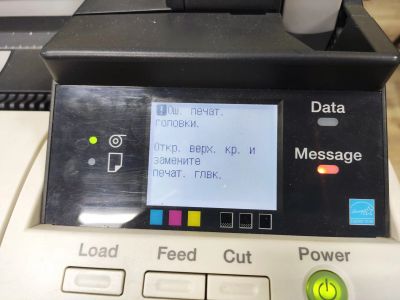 Ош. печат.
головки.
Откр. верх. кр. и
замените
печат. глвк.
Data
Message
Load
Feed
Cut
Power